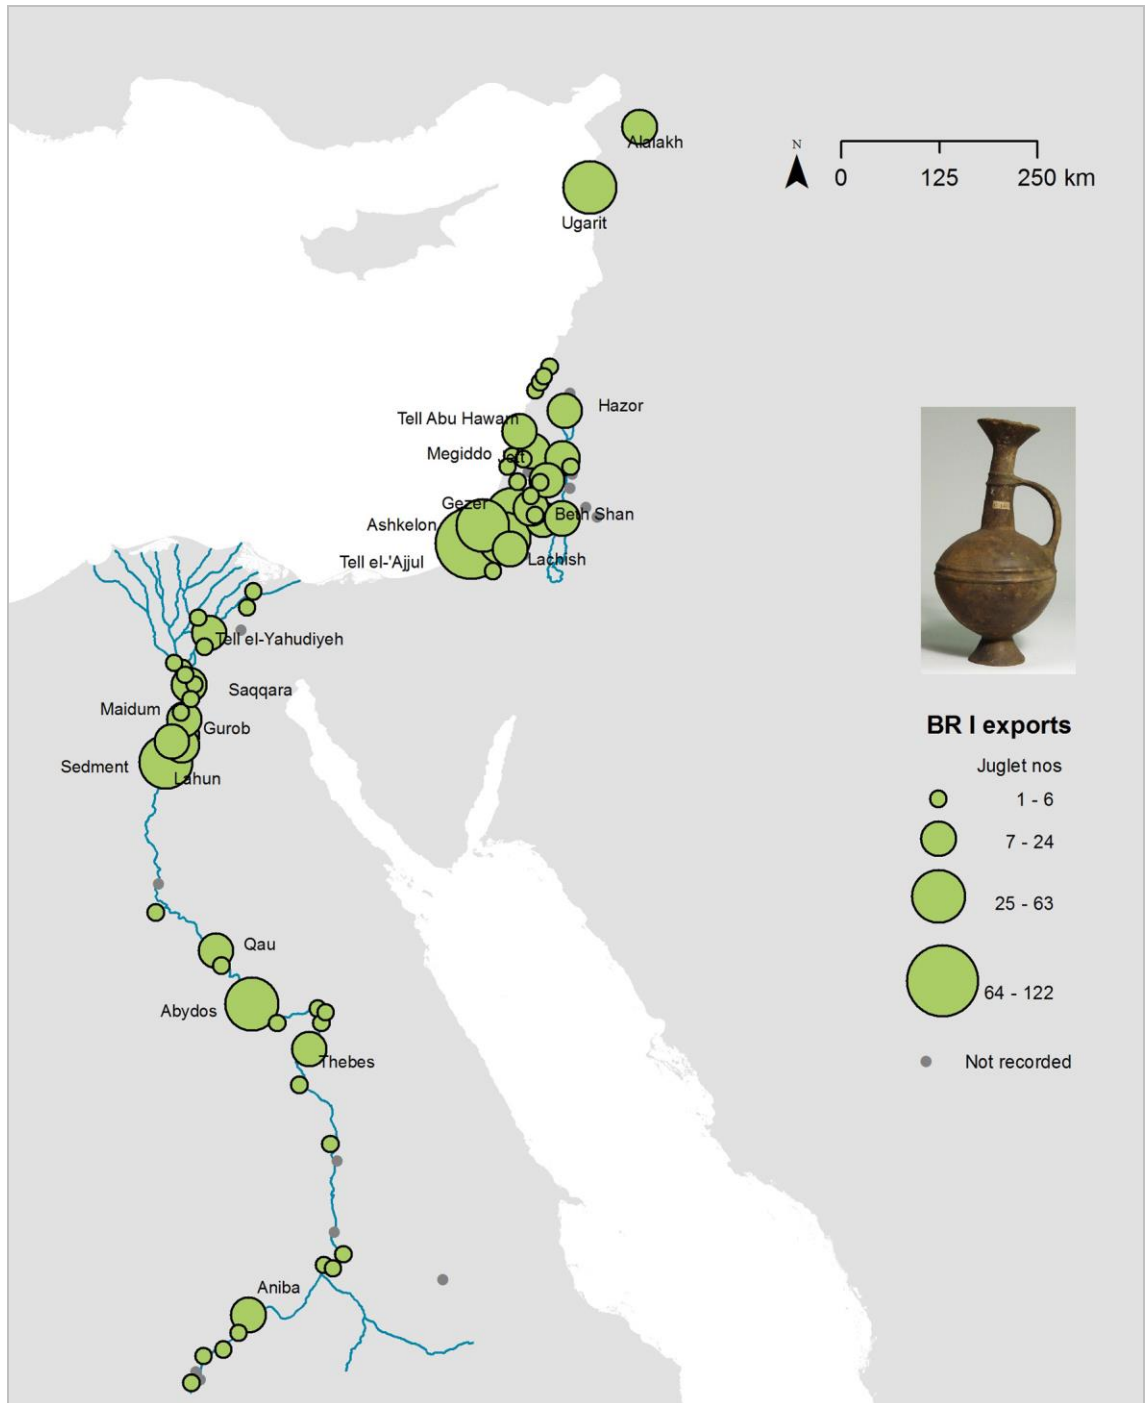 Alalakh
N
0 125 250 km
Ugarit
Hazor
Tell Abu Hawam
Megiddo
Jatt
Gezer
Beth Shan
Ashkelon
Tell el-'Ajjul
Lachish
Tell el-Yahudiyeh
Saqqara
Maidum
Gurob
Sedment
Lahun
BR I exports
Juglet nos
1 - 6
7 - 24
25 - 63
64 - 122
Not recorded
Qau
Abydos
Thebes
Aniba